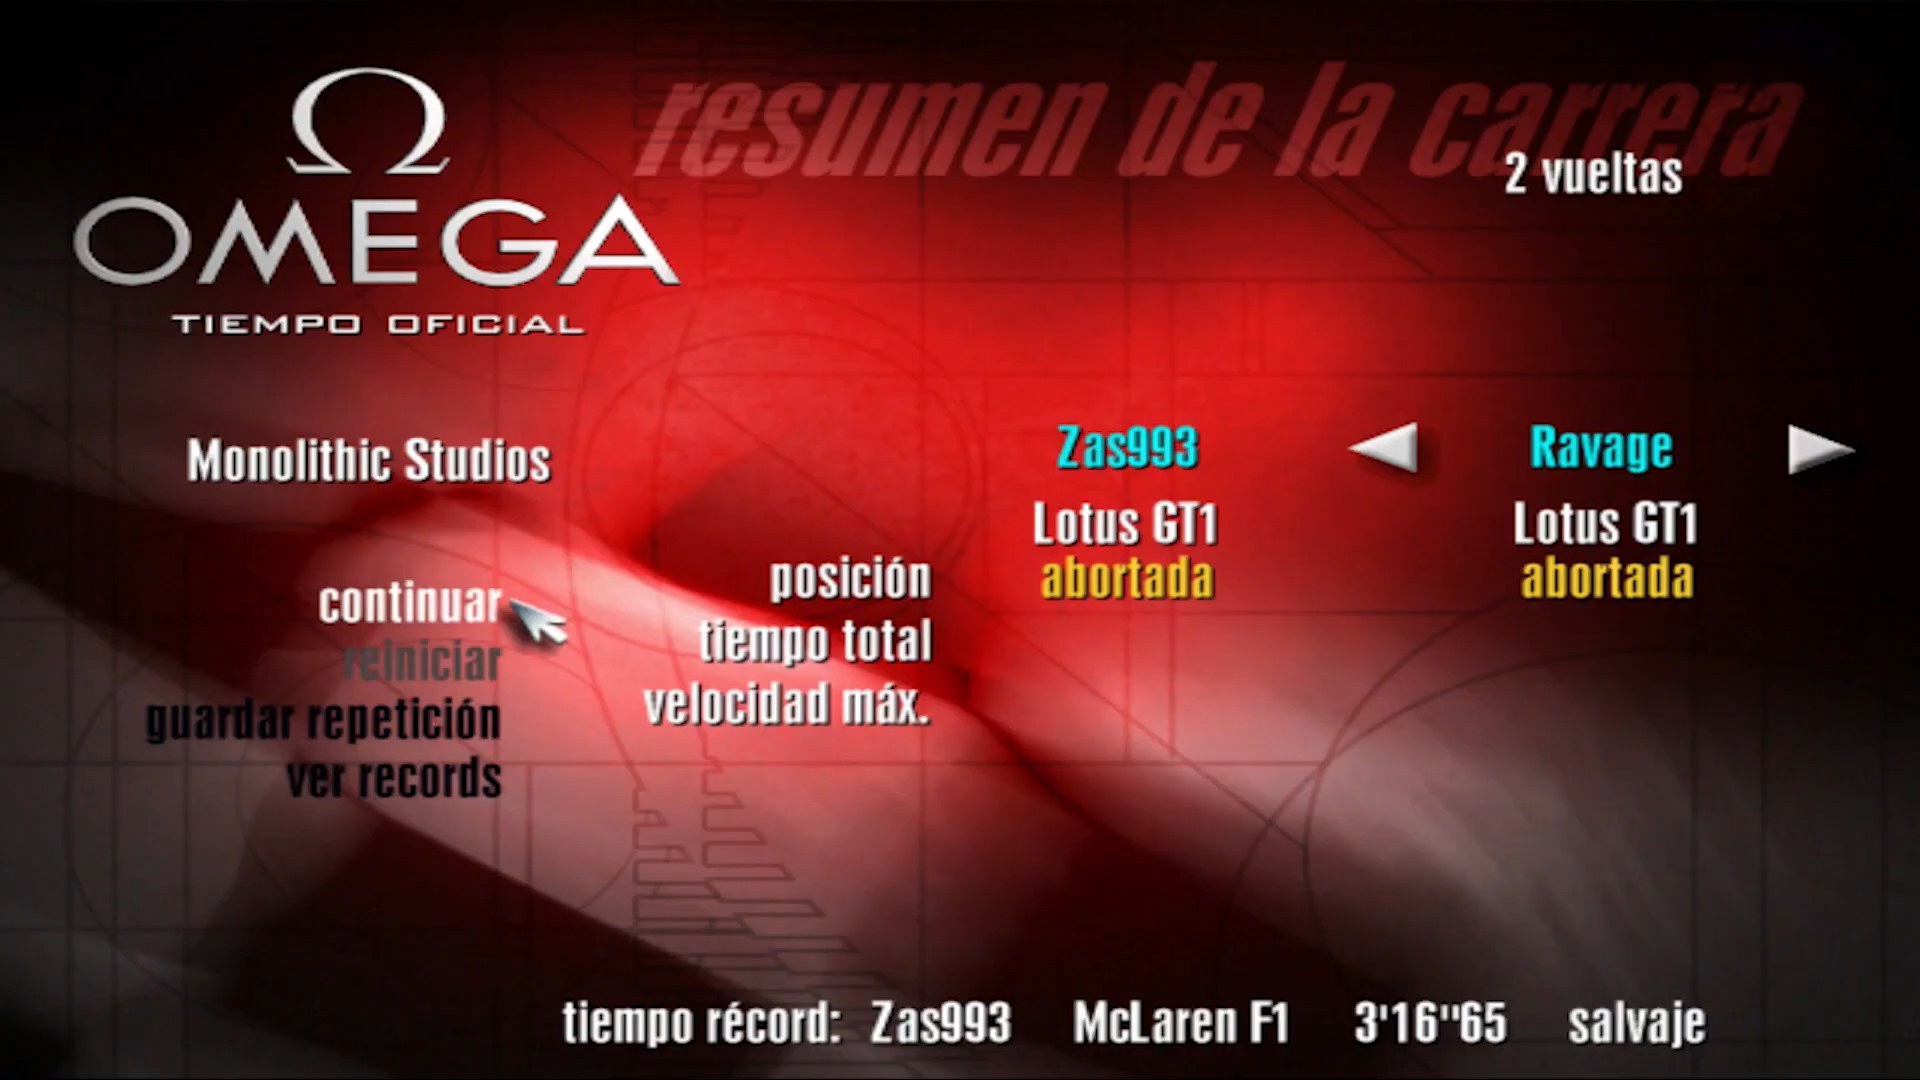 resumen de la carrera
2 vueltas
Ω
OMEGA
TIEMPO OFICIAL
Monolithic Studios
Zas993
Ravage
Lotus GT1
Lotus GT1
posición
abortada
abortada
tiempo total
velocidad máx.
continuar
reiniciar
guardar repetición
ver records
tiempo récord: Zas993 McLaren F1 3'16"65 salvaje